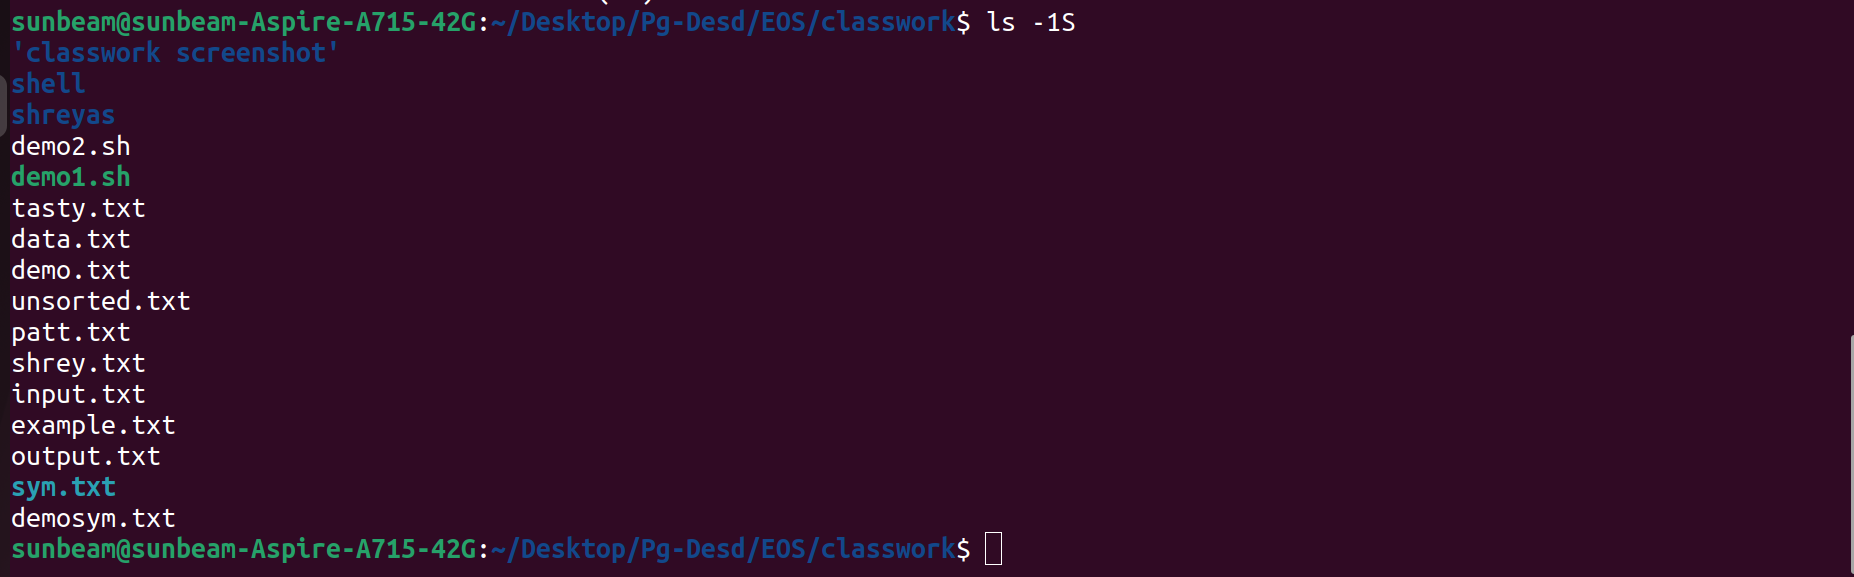 sunbeam@sunbeam-Aspire-A715-42G:~/Desktop/Pg-Desd/EOS/classwork$ ls -1S
'classwork screenshot'
shell
shreyas
demo2.sh
demo1.sh
tasty.txt
data.txt
demo.txt
unsorted.txt
patt.txt
shrey.txt
input.txt
example.txt
output.txt
sym.txt
demosym.txt
sunbeam@sunbeam-Aspire-A715-42G:~/Desktop/Pg-Desd/EOS/classwork$